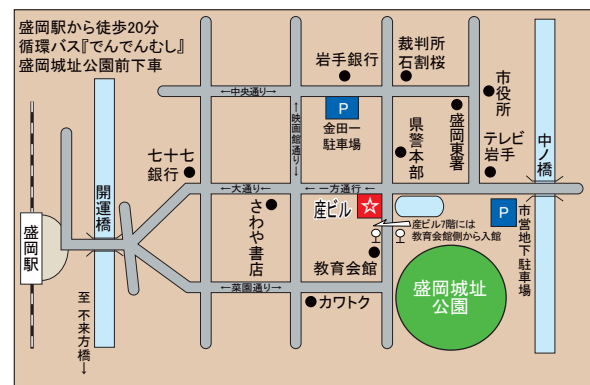 盛岡駅から徒歩20分
循環バス『でんでんむし』
盛岡城址公園前下車
岩手銀行
裁判所
石割桜
市役所
←中央通り→
P
金田一
駐車場
←映画館通り→
県警本部
盛岡東署
テレビ
岩手
中ノ橋
七十七
銀行
開運橋
←大通り→
←一方通行→
産ビル
さわや書店
産ビル7階には
教育会館側から入館
P
市営地下駐車場
盛岡駅
教育会館
盛岡城址
公園
←菜園通り→
カワトク
至 不来方橋→